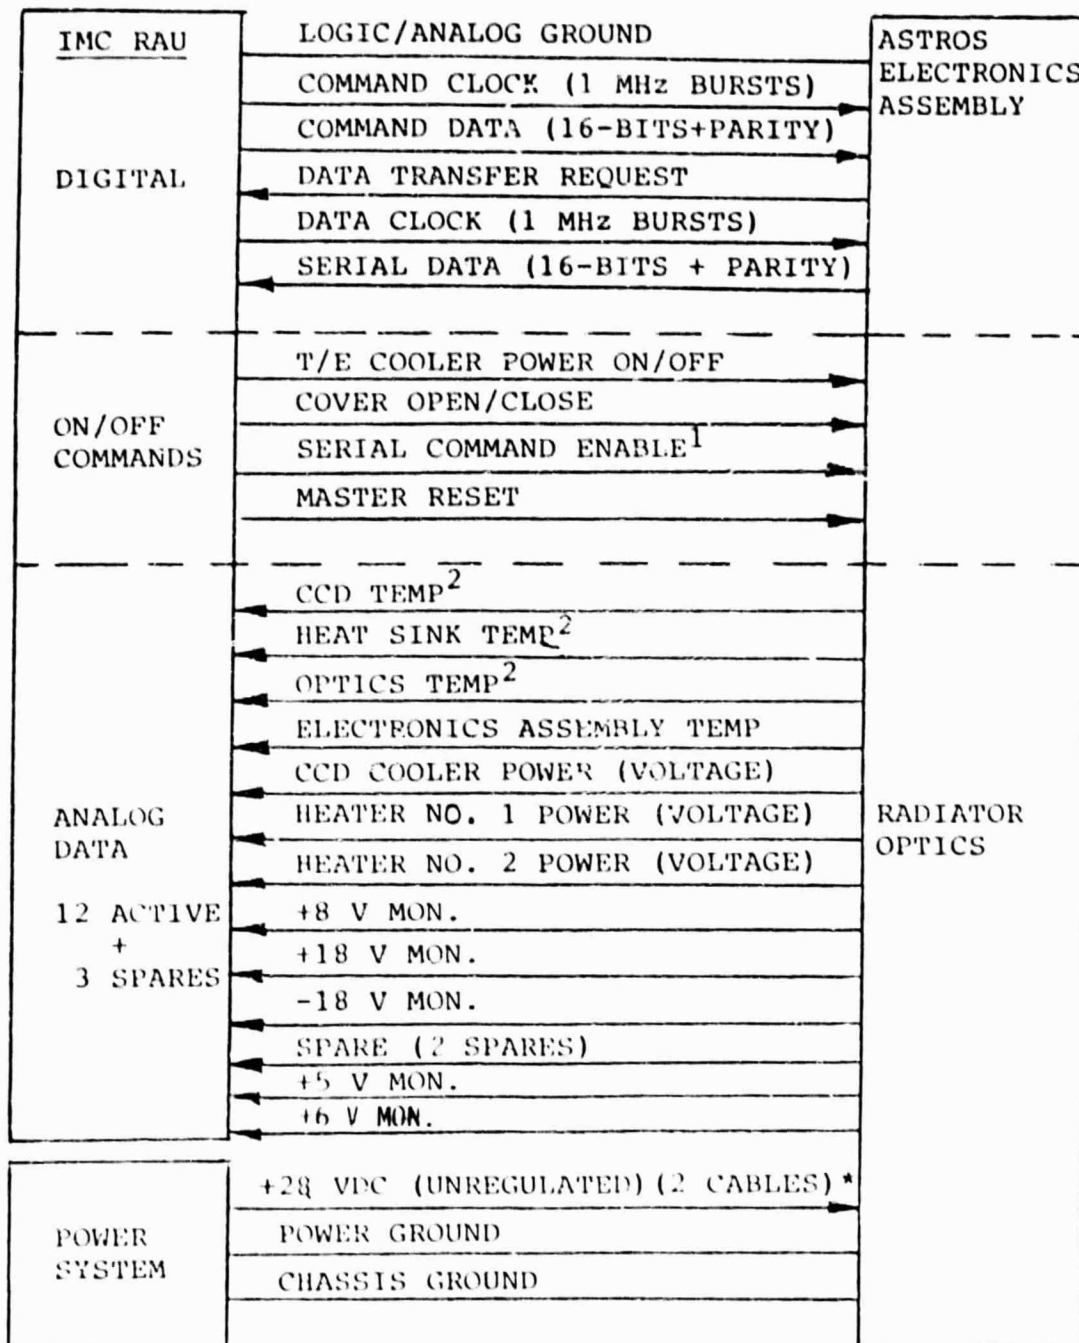 IMC RAU
LOGIC/ANALOG GROUND
ASTROS
ELECTRONICS
ASSEMBLY
COMMAND CLOCK (1 MHz BURSTS)
COMMAND DATA (16-BITS+PARITY)
DIGITAL
DATA TRANSFER REQUEST
DATA CLOCK (1 MHz BURSTS)
SERIAL DATA (16-BITS + PARITY)
T/E COOLER POWER ON/OFF
COVER OPEN/CLOSE
ON/OFF
COMMANDS
SERIAL COMMAND ENABLE1
MASTER RESET
CCD TEMP2
HEAT SINK TEMP2
OPTICS TEMP2
ELECTRONICS ASSEMBLY TEMP
CCD COOLER POWER (VOLTAGE)
ANALOG
DATA
HEATER NO. 1 POWER (VOLTAGE)
RADIATOR
OPTICS
HEATER NO. 2 POWER (VOLTAGE)
12 ACTIVE
+
3 SPARES
+8 V MON.
+18 V MON.
-18 V MON.
SPARE (2 SPARES)
+5 V MON.
+6 V MON.
+28 VDC (UNREGULATED) (2 CABLES)*
POWER
SYSTEM
POWER GROUND
CHASSIS GROUND